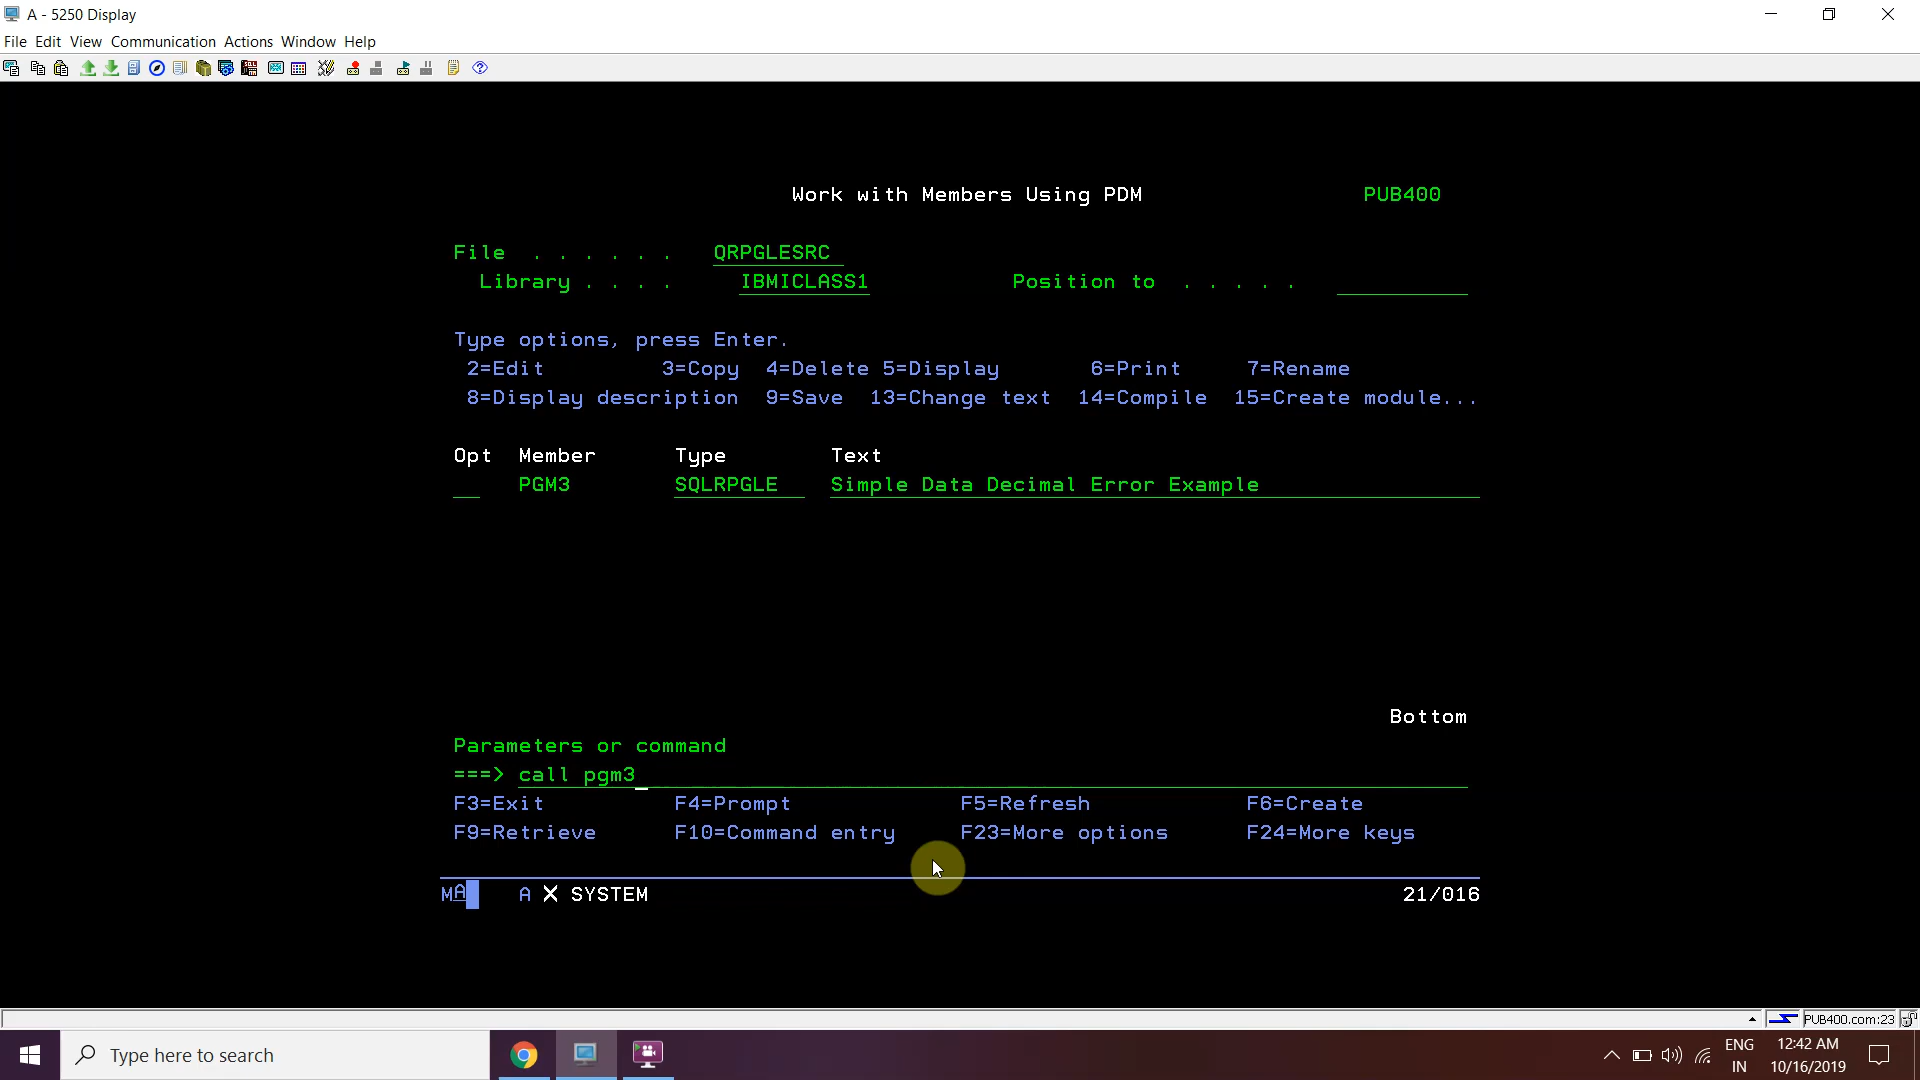 A - 5250 Display
File Edit View Communication Actions Window Help
Work with Members Using PDM PUB400
File . . . . . . QRPGLESRC
Library . . . . IBMICLASS1 Position to . . . . .
Type options, press Enter.
2=Edit 3=Copy 4=Delete 5=Display 6=Print 7=Rename
8=Display description 9=Save 13=Change text 14=Compile 15=Create module...
Opt Member Type Text
PGM3 SQLRPGLE Simple Data Decimal Error Example
Bottom
Parameters or command
===> call pgm3
F3=Exit F4=Prompt F5=Refresh F6=Create
F9=Retrieve F10=Command entry F23=More options F24=More keys
MA A X SYSTEM 21/016
PUB400.com:23
Type here to search
ENG 12:42 AM
IN 10/16/2019